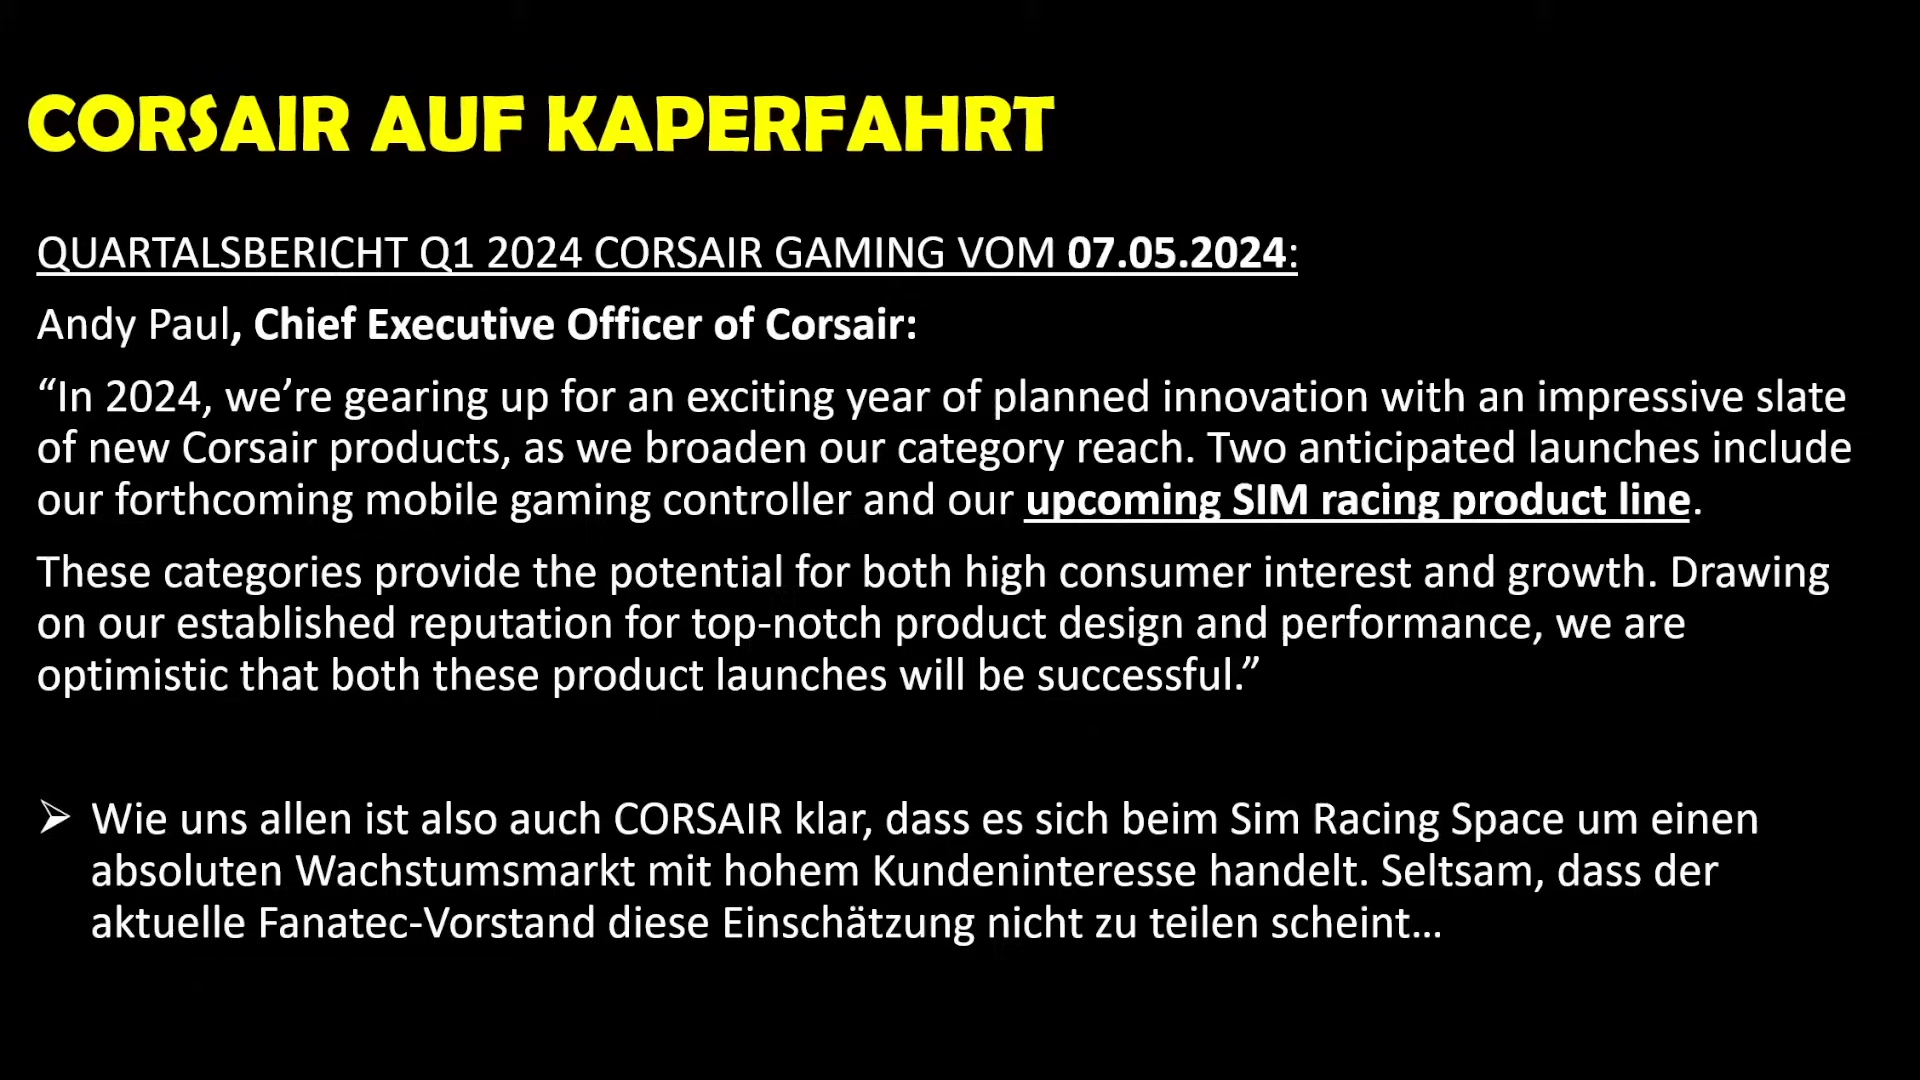 CORSAIR AUF KAPERFAHRT
QUARTALSBERICHT Q1 2024 CORSAIR GAMING VOM 07.05.2024:
Andy Paul, Chief Executive Officer of Corsair:
“In 2024, we’re gearing up for an exciting year of planned innovation with an impressive slate
of new Corsair products, as we broaden our category reach. Two anticipated launches include
our forthcoming mobile gaming controller and our upcoming SIM racing product line.
These categories provide the potential for both high consumer interest and growth. Drawing
on our established reputation for top-notch product design and performance, we are
optimistic that both these product launches will be successful.”
➢ Wie uns allen ist also auch CORSAIR klar, dass es sich beim Sim Racing Space um einen
absoluten Wachstumsmarkt mit hohem Kundeninteresse handelt. Seltsam, dass der
aktuelle Fanatec-Vorstand diese Einschätzung nicht zu teilen scheint…